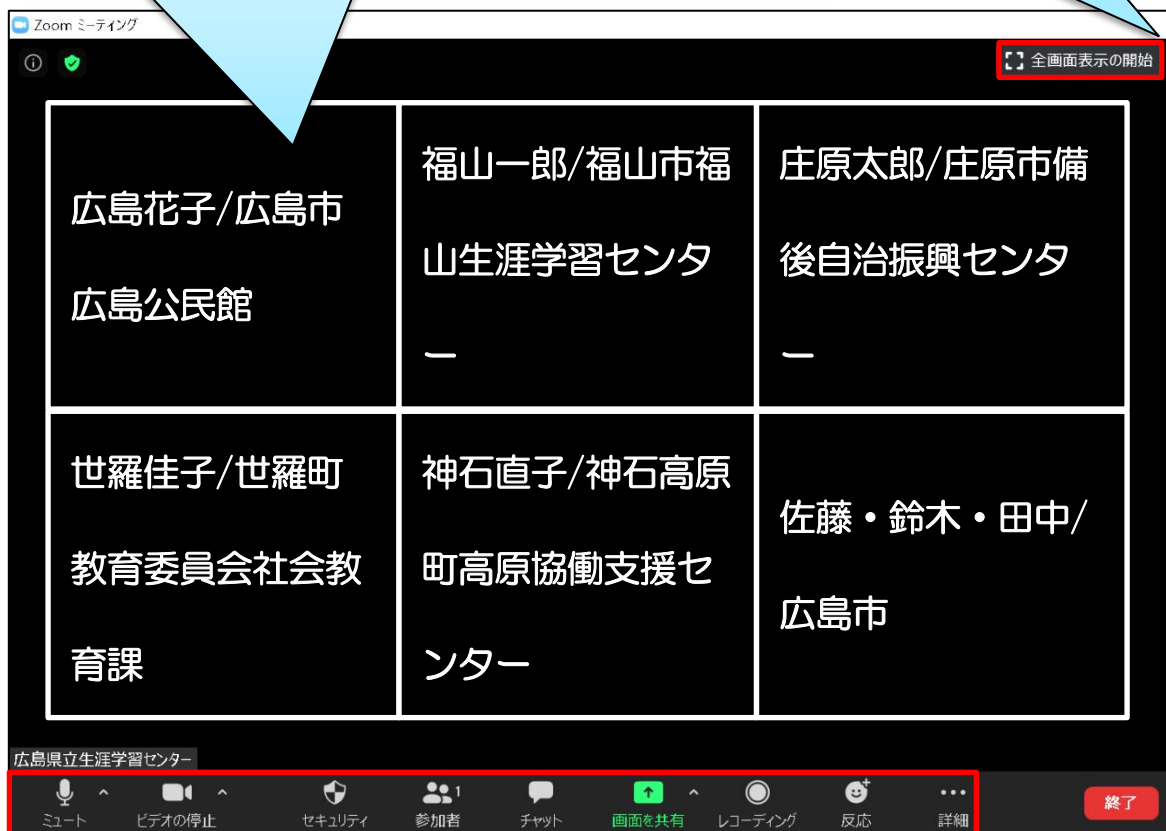 Zoom ミーティング
全画面表示の開始
広島花子/広島市
広島公民館
福山一郎/福山市福
山生涯学習センタ
ー
庄原太郎/庄原市備
後自治振興センタ
ー
世羅佳子/世羅町
教育委員会社会教
育課
神石直子/神石高原
町高原協働支援セ
ンター
佐藤・鈴木・田中/
広島市
広島県立生涯学習センター
ミュート
ビデオの停止
セキュリティ
1
参加者
チャット
画面を共有
レコーディング
反応
詳細
終了